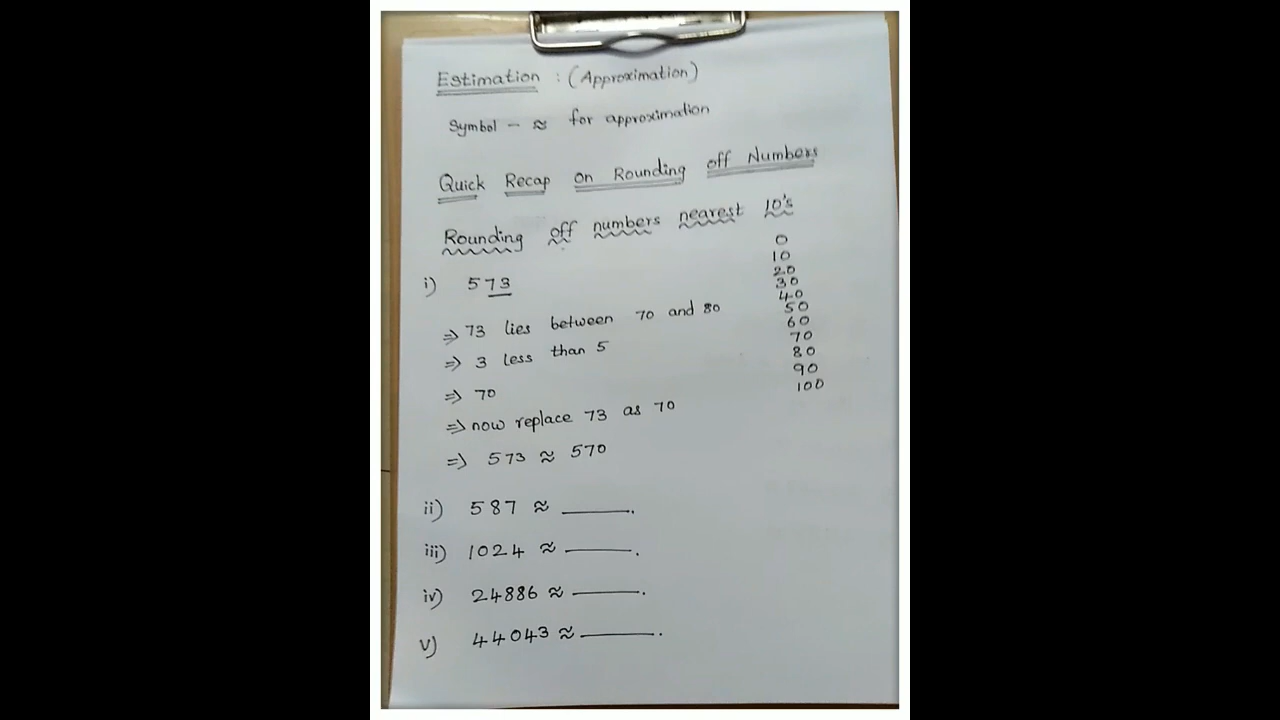 Estimation : (Approximation)
Symbol - ≈ for approximation
Quick Recap on Rounding off Numbers
Rounding off numbers nearest 10's
0
10
20
30
40
50
60
70
80
90
100
i) 573
⇒ 73 lies between 70 and 80
⇒ 3 less than 5
⇒ 70
⇒ now replace 73 as 70
⇒ 573 ≈ 570
ii) 587 ≈ ______.
iii) 1024 ≈ ______.
iv) 24886 ≈ ______.
v) 44043 ≈ ______.